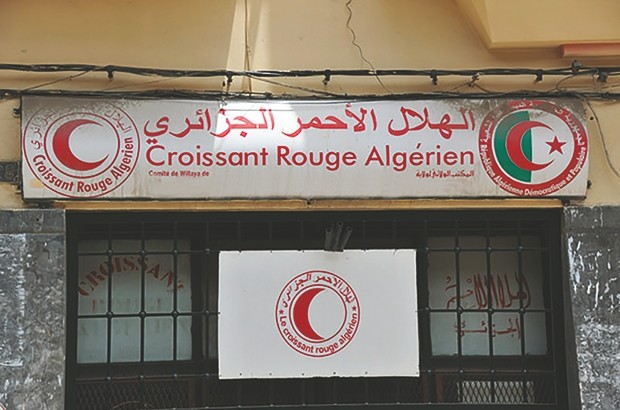 الهلال الأحمر الجزائري
Croissant Rouge Algérien
Comité de Willaya de
المكتب الولائي لولاية
الهلال الأحمر الجزائري
Croissant Rouge Algérien
République Algérienne Démocratique et Populaire
الهلال الأحمر الجزائري
Le croissant rouge algérien
CROISSANT